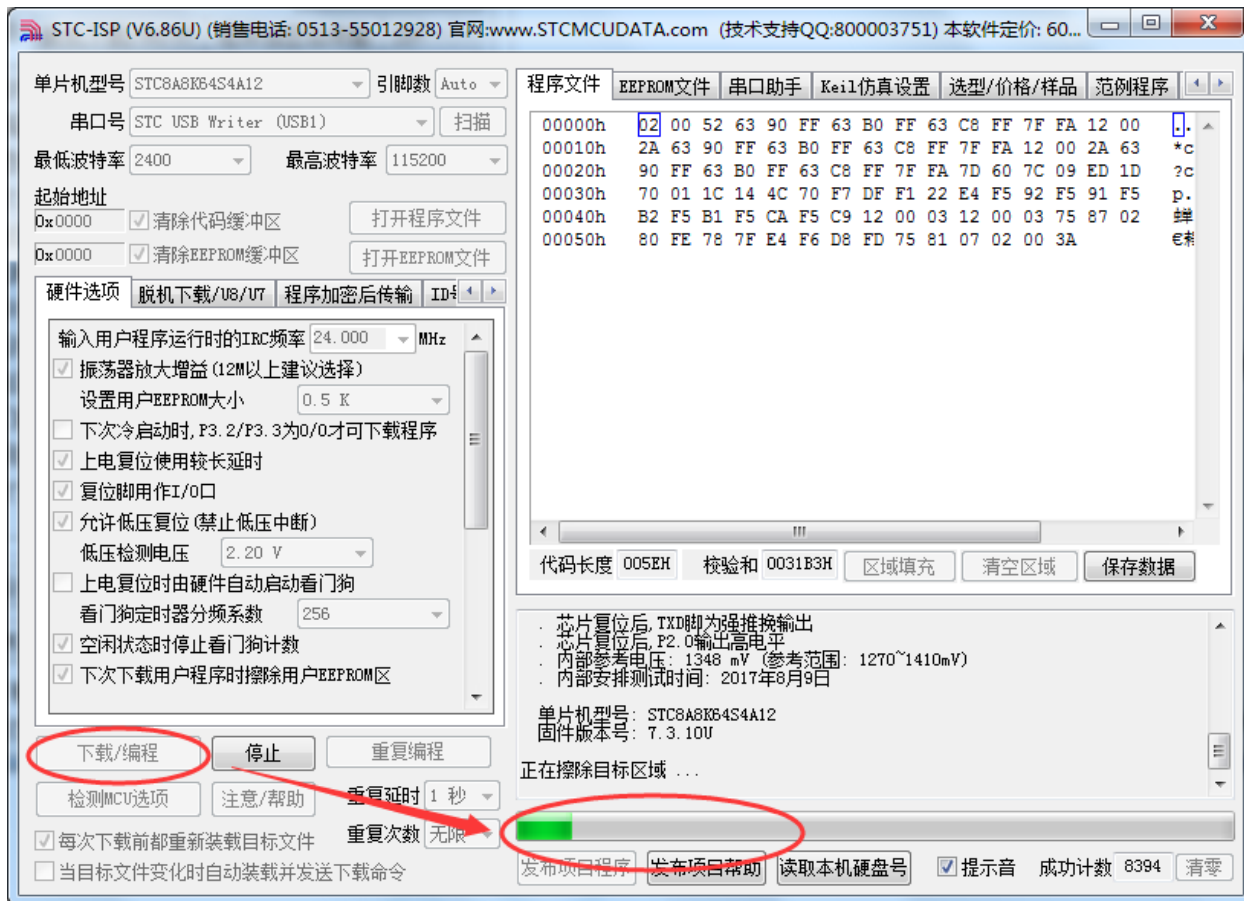 STC-ISP (V6.86U) (销售电话: 0513-55012928) 官网:www.STCMCUDATA.com (技术支持QQ:800003751) 本软件定价: 60...
单片机型号 STC8A8K64S4A12 引脚数 Auto
串口号 STC USB Writer (USB1) 扫描
最低波特率 2400 最高波特率 115200
起始地址
0x0000 清除代码缓冲区 打开程序文件
0x0000 清除EEPROM缓冲区 打开EEPROM文件
硬件选项 脱机下载/U8/U7 程序加密后传输 ID
输入用户程序运行时的IRC频率 24.000 MHz
振荡器放大增益(12M以上建议选择)
设置用户EEPROM大小 0.5 K
下次冷启动时,P3.2/P3.3为0/0才可下载程序
上电复位使用较长延时
复位脚用作I/O口
允许低压复位(禁止低压中断)
低压检测电压 2.20 V
上电复位时由硬件自动启动看门狗
看门狗定时器分频系数 256
空闲状态时停止看门狗计数
下次下载用户程序时擦除用户EEPROM区
下载/编程 停止 重复编程
检测MCU选项 注意/帮助 重复延时 1 秒
每次下载前都重新装载目标文件 重复次数 无限
当目标文件变化时自动装载并发送下载命令
程序文件 EEPROM文件 串口助手 Keil仿真设置 选型/价格/样品 范例程序
00000h 02 00 52 63 90 FF 63 B0 FF 63 C8 FF 7F FA 12 00 ..
00010h 2A 63 90 FF 63 B0 FF 63 C8 FF 7F FA 12 00 2A 63 *c
00020h 90 FF 63 B0 FF 63 C8 FF 7F FA 7D 60 7C 09 ED 1D ?c
00030h 70 01 1C 14 4C 70 F7 DF F1 22 E4 F5 92 F5 91 F5 p.
00040h B2 F5 B1 F5 CA F5 C9 12 00 03 12 00 03 75 87 02
00050h 80 FE 78 7F E4 F6 D8 FD 75 81 07 02 00 3A
代码长度 005EH 校验和 0031B3H 区域填充 清空区域 保存数据
. 芯片复位后,TXD脚为强推挽输出
. 芯片复位后,P2.0输出高电平
. 内部参考电压: 1348 mV (参考范围: 1270~1410mV)
. 内部安排测试时间: 2017年8月9日
单片机型号: STC8A8K64S4A12
固件版本号: 7.3.10U
正在擦除目标区域 ...
发布项目程序 发布项目帮助 读取本机硬盘号 提示音 成功计数 8394 清零